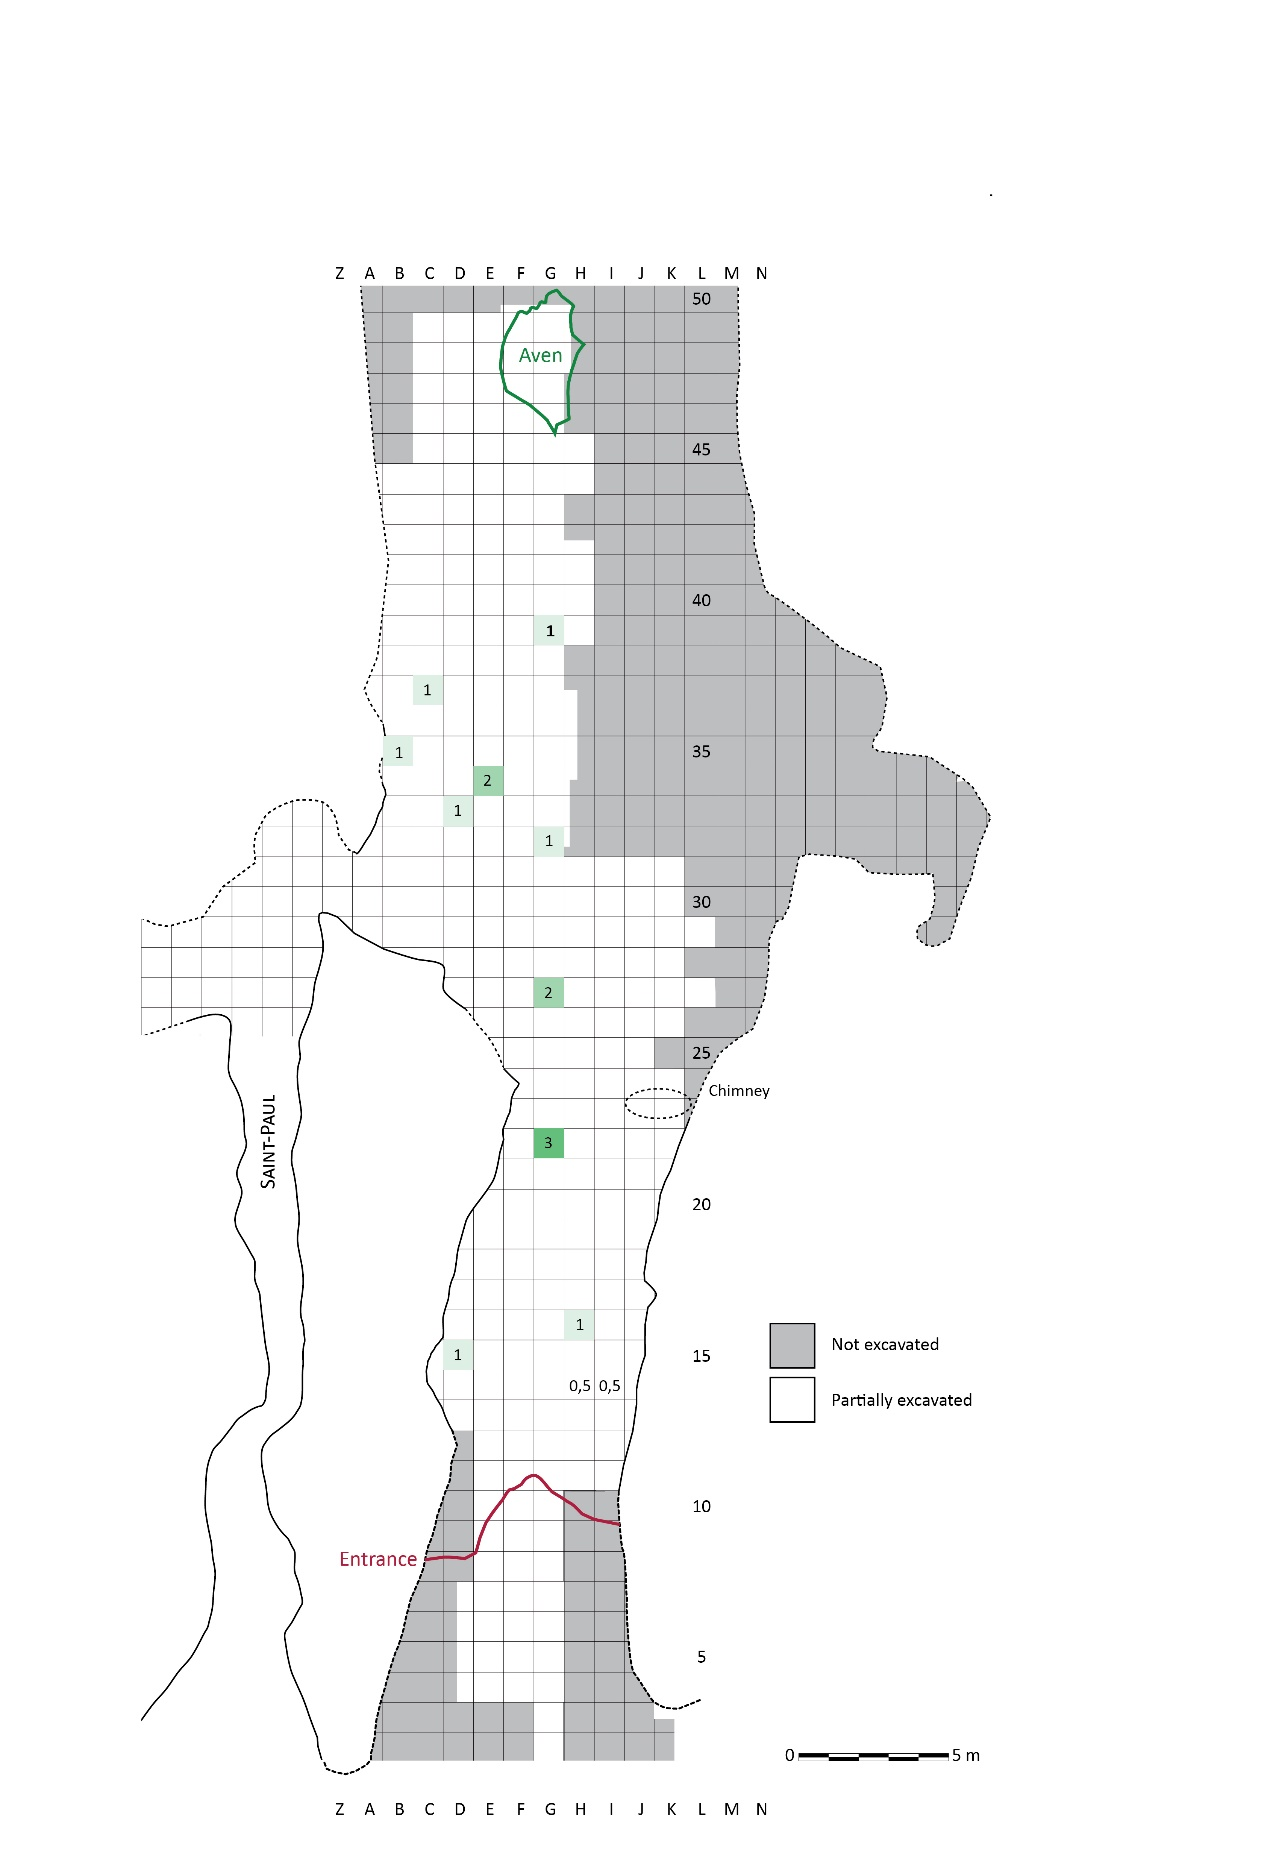 Z A B C D E F G H I J K L M N
50
Aven
45
40
1
1
35
1
2
1
1
30
2
25
Chimney
3
SAINT-PAUL
20
1
Not excavated
15
1
0,5 0,5
Partially excavated
10
Entrance
5
0 5 m
Z A B C D E F G H I J K L M N